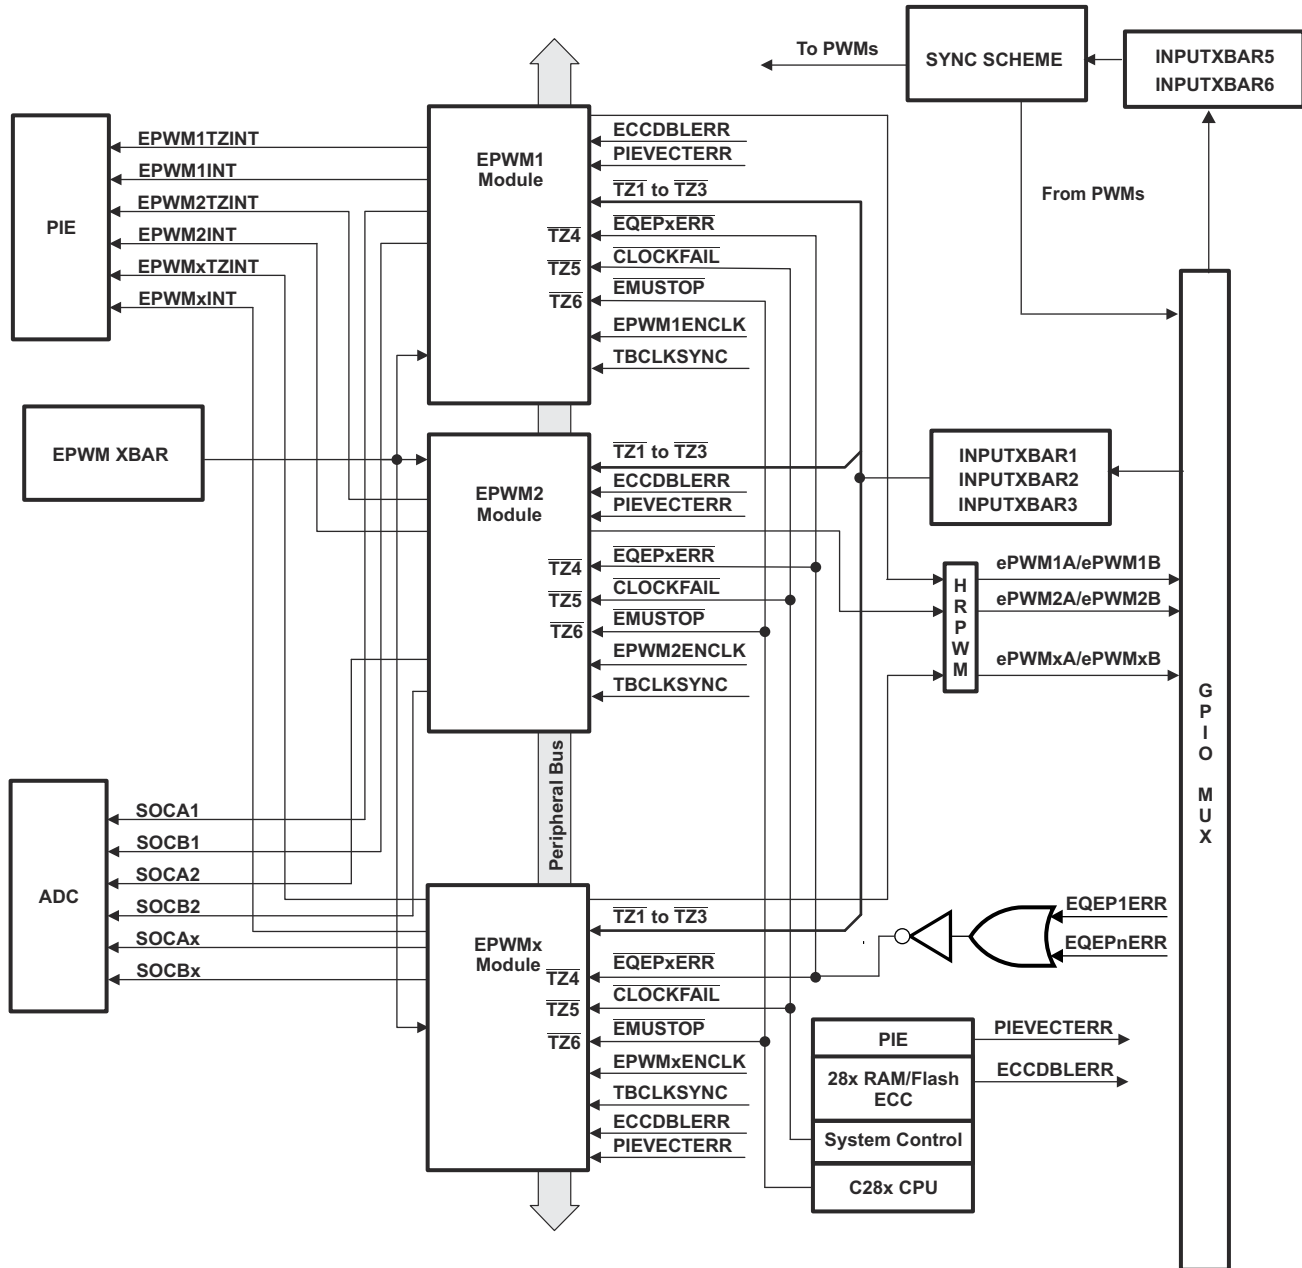 To PWMs
SYNC SCHEME
INPUTXBAR5
INPUTXBAR6
From PWMs
PIE
EPWM1TZINT
EPWM1INT
EPWM2TZINT
EPWM2INT
EPWMxTZINT
EPWMxINT
EPWM1
Module
ECCDBLERR
PIEVECTERR
TZ1 to TZ3
TZ4
EQEPxERR
TZ5
CLOCKFAIL
TZ6
EMUSTOP
EPWM1ENCLK
TBCLKSYNC
EPWM XBAR
EPWM2
Module
TZ1 to TZ3
ECCDBLERR
PIEVECTERR
TZ4
EQEPxERR
TZ5
CLOCKFAIL
TZ6
EMUSTOP
EPWM2ENCLK
TBCLKSYNC
INPUTXBAR1
INPUTXBAR2
INPUTXBAR3
HRPWM
ePWM1A/ePWM1B
ePWM2A/ePWM2B
ePWMxA/ePWMxB
GPIO MUX
Peripheral Bus
ADC
SOCA1
SOCB1
SOCA2
SOCB2
SOCAx
SOCBx
EPWMx
Module
TZ1 to TZ3
TZ4
EQEPxERR
TZ5
CLOCKFAIL
TZ6
EMUSTOP
EPWMxENCLK
TBCLKSYNC
ECCDBLERR
PIEVECTERR
EQEP1ERR
EQEPnERR
PIE
PIEVECTERR
28x RAM/Flash
ECC
ECCDBLERR
System Control
C28x CPU